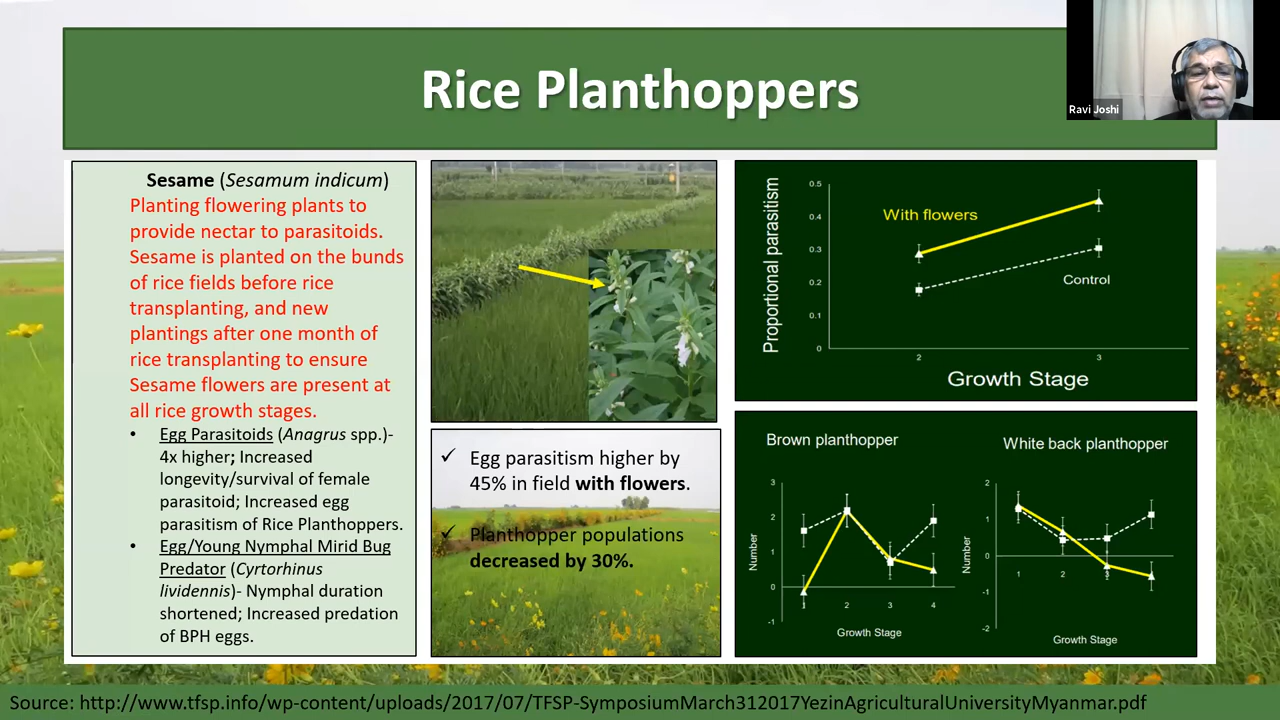 Rice Planthoppers
Ravi Joshi
Sesame (Sesamum indicum)
Planting flowering plants to
provide nectar to parasitoids.
Sesame is planted on the bunds
of rice fields before rice
transplanting, and new
plantings after one month of
rice transplanting to ensure
Sesame flowers are present at
all rice growth stages.
• Egg Parasitoids (Anagrus spp.)-
4x higher; Increased
longevity/survival of female
parasitoid; Increased egg
parasitism of Rice Planthoppers.
• Egg/Young Nymphal Mirid Bug
Predator (Cyrtorhinus
lividennis)- Nymphal duration
shortened; Increased predation
of BPH eggs.
✓ Egg parasitism higher by
45% in field with flowers.
✓ Planthopper populations
decreased by 30%.
Proportional parasitism
0.5
0.4
0.3
0.2
0.1
0
With flowers
Control
2 3
Growth Stage
Brown planthopper
Number
3
2
1
0
-1
1 2 3 4
Growth Stage
White back planthopper
Number
2
1
0
-1
-2
1 2 3
Growth Stage
Source: http://www.tfsp.info/wp-content/uploads/2017/07/TFSP-SymposiumMarch312017YezinAgriculturalUniversityMyanmar.pdf